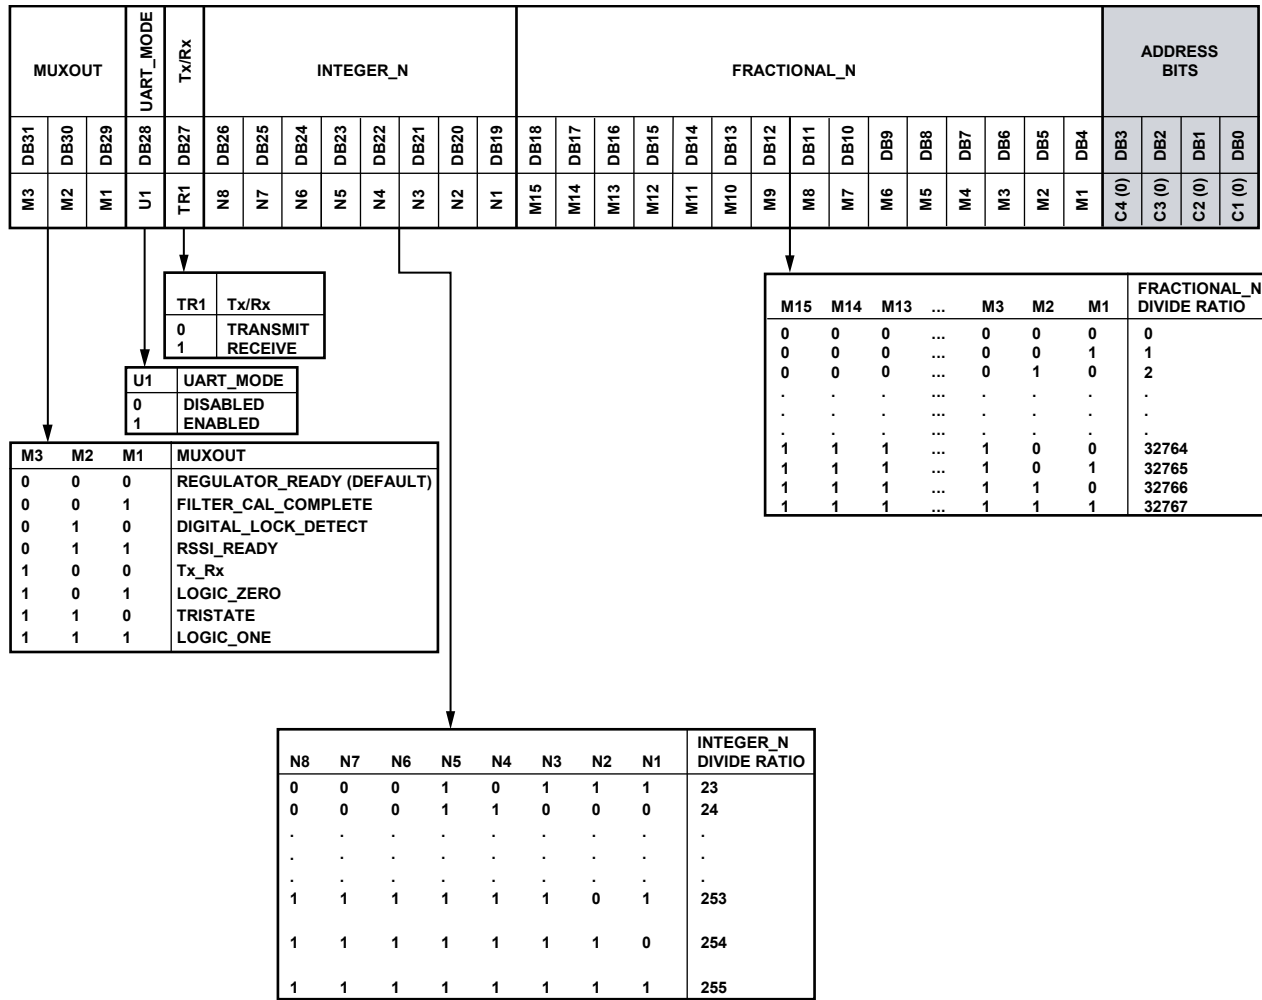 MUXOUT UART_MODE Tx/Rx INTEGER_N FRACTIONAL_N ADDRESS
BITS
DB31 DB30 DB29 DB28 DB27 DB26 DB25 DB24 DB23 DB22 DB21 DB20 DB19 DB18 DB17 DB16 DB15 DB14 DB13 DB12 DB11 DB10 DB9 DB8 DB7 DB6 DB5 DB4 DB3 DB2 DB1 DB0
M3 M2 M1 U1 TR1 N8 N7 N6 N5 N4 N3 N2 N1 M15 M14 M13 M12 M11 M10 M9 M8 M7 M6 M5 M4 M3 M2 M1 C4 (0) C3 (0) C2 (0) C1 (0)
TR1 Tx/Rx
0 TRANSMIT
1 RECEIVE
U1 UART_MODE
0 DISABLED
1 ENABLED
M3 M2 M1 MUXOUT
0 0 0 REGULATOR_READY (DEFAULT)
0 0 1 FILTER_CAL_COMPLETE
0 1 0 DIGITAL_LOCK_DETECT
0 1 1 RSSI_READY
1 0 0 Tx_Rx
1 0 1 LOGIC_ZERO
1 1 0 TRISTATE
1 1 1 LOGIC_ONE
FRACTIONAL_N
M15 M14 M13 ... M3 M2 M1 DIVIDE RATIO
0 0 0 ... 0 0 0 0
0 0 0 ... 0 0 1 1
0 0 0 ... 0 1 0 2
. . . ... . . . .
. . . ... . . . .
. . . ... . . . .
1 1 1 ... 1 0 0 32764
1 1 1 ... 1 0 1 32765
1 1 1 ... 1 1 0 32766
1 1 1 ... 1 1 1 32767
INTEGER_N
N8 N7 N6 N5 N4 N3 N2 N1 DIVIDE RATIO
0 0 0 1 0 1 1 1 23
0 0 0 1 1 0 0 0 24
. . . . . . . . .
. . . . . . . . .
. . . . . . . . .
1 1 1 1 1 1 0 1 253
1 1 1 1 1 1 1 0 254
1 1 1 1 1 1 1 1 255